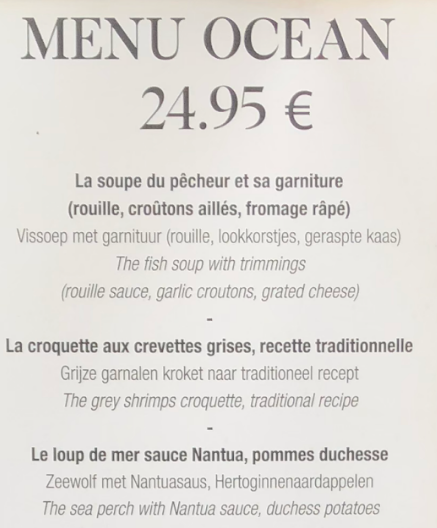 MENU OCEAN
24.95 €
La soupe du pêcheur et sa garniture
(rouille, croûtons aillés, fromage râpé)
Vissoep met garnituur (rouille, lookkorstjes, geraspte kaas)
The fish soup with trimmings
(rouille sauce, garlic croutons, grated cheese)
-
La croquette aux crevettes grises, recette traditionnelle
Grijze garnalen kroket naar traditioneel recept
The grey shrimps croquette, traditional recipe
-
Le loup de mer sauce Nantua, pommes duchesse
Zeewolf met Nantuasaus, Hertoginnenaardappelen
The sea perch with Nantua sauce, duchess potatoes